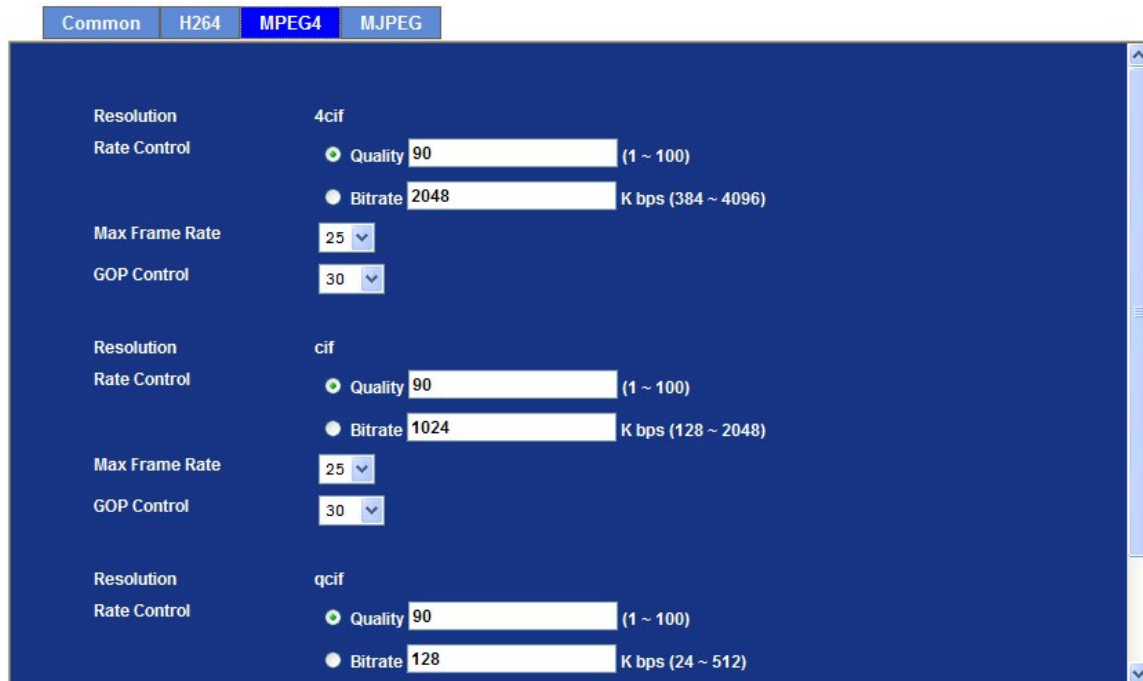 Common H264 MPEG4 MJPEG
Resolution 4cif
Rate Control Quality 90 (1 ~ 100)
Bitrate 2048 K bps (384 ~ 4096)
Max Frame Rate 25
GOP Control 30
Resolution cif
Rate Control Quality 90 (1 ~ 100)
Bitrate 1024 K bps (128 ~ 2048)
Max Frame Rate 25
GOP Control 30
Resolution qcif
Rate Control Quality 90 (1 ~ 100)
Bitrate 128 K bps (24 ~ 512)